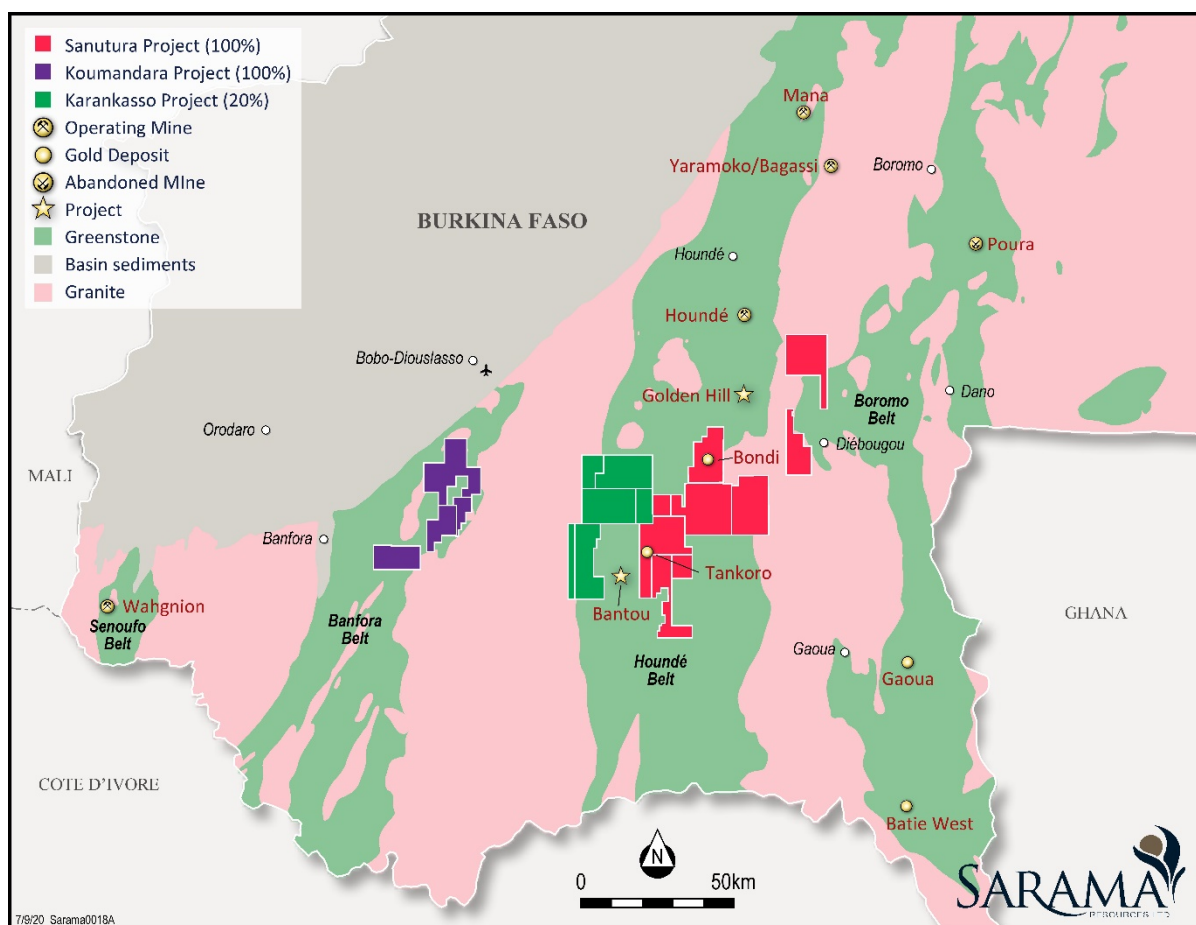 Sanutura Project (100%)
Koumandara Project (100%)
Karankasso Project (20%)
Operating Mine
Gold Deposit
Abandoned MIne
Project
Greenstone
Basin sediments
Granite
Mana
Yaramoko/Bagassi
Boromo
BURKINA FASO
Poura
Houndé
Houndé
Bobo-Diouslasso
Golden Hill
Dano
Boromo
Belt
Orodaro
Diébougou
Bondi
MALI
Banfora
Tankoro
Wahgnion
Bantou
GHANA
Senoufo
Belt
Banfora
Belt
Houndé
Belt
Gaoua
Gaoua
COTE D'IVORE
Batie West
N
0 50km
SARAMA
RESOURCES LTD
7/9/20 Sarama0018A